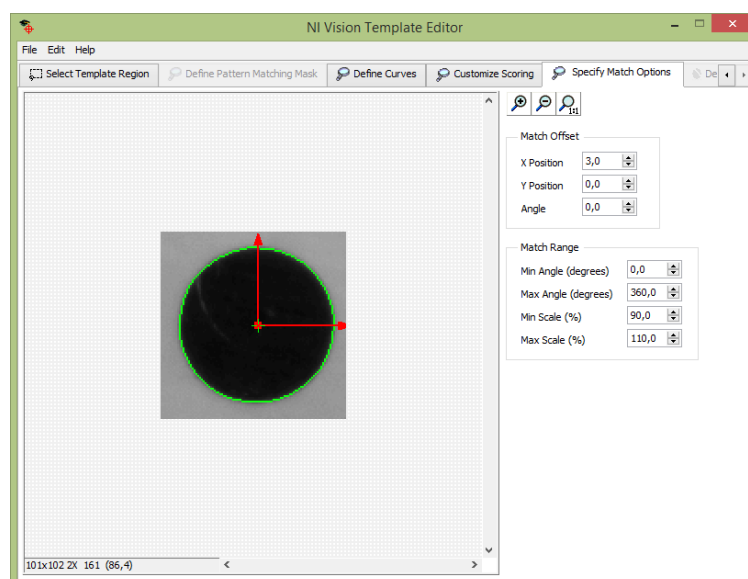 NI Vision Template Editor
File Edit Help
Select Template Region Define Pattern Matching Mask Define Curves Customize Scoring Specify Match Options De
1:1
Match Offset
X Position 3,0
Y Position 0,0
Angle 0,0
Match Range
Min Angle (degrees) 0,0
Max Angle (degrees) 360,0
Min Scale (%) 90,0
Max Scale (%) 110,0
101x102 2X 161 (86,4)